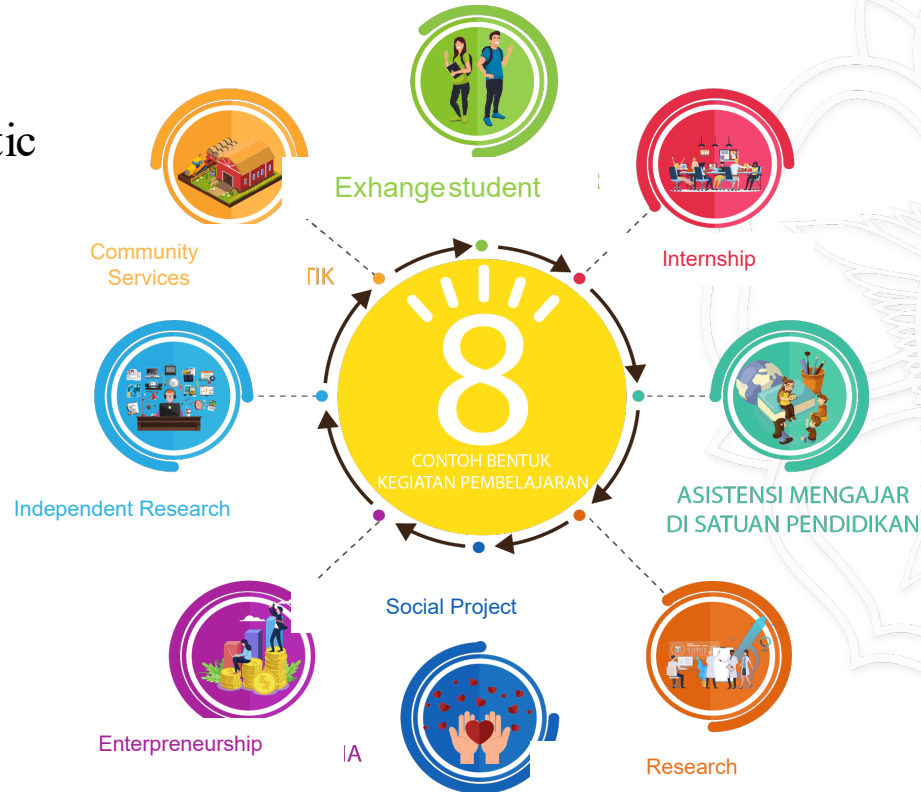 tic
Exhange student
Community
Services
TIK
Internship
8
CONTOH BENTUK
KEGIATAN PEMBELAJARAN
Independent Research
ASISTENSI MENGAJAR
DI SATUAN PENDIDIKAN
Social Project
Enterpreneurship
IA
Research